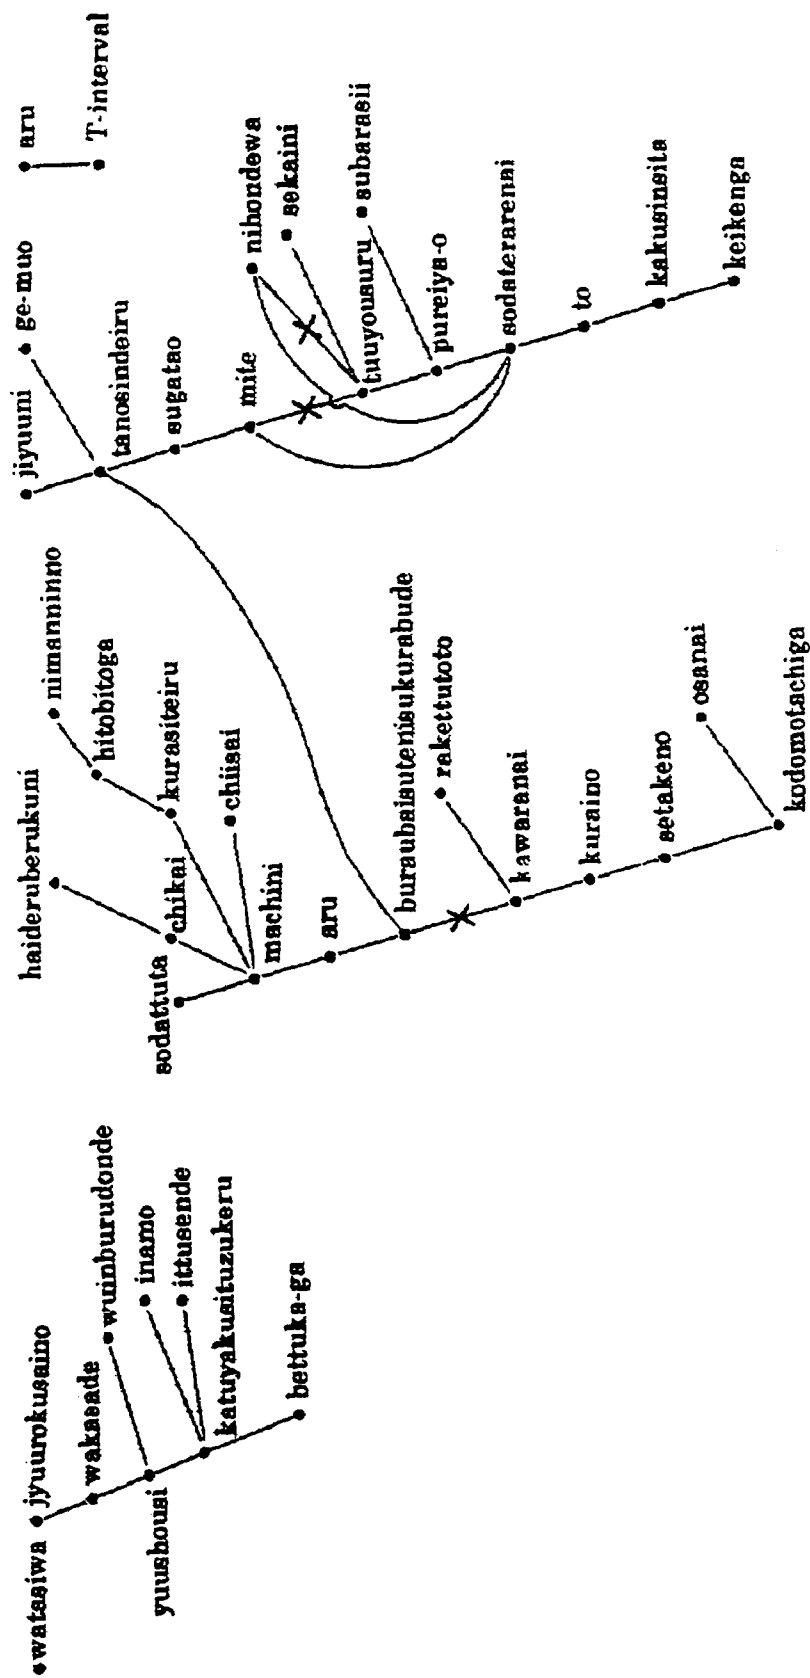 watasiwa
jyuurokusaino
wakasade
yuushousi
wuinburudonde
inamo
ittusende
katuyakusituzukeru
bettuka-ga
sodattuta
haideruberukuni
chikai
nimanninno
hitobitoga
kurasiteiru
chiisai
machini
aru
buraubaisutenisukurabude
rakettutoto
kawaranai
kuraino
setakeno
osanai
kodomotachiga
jiyuuni
ge-muo
tanosindeiru
sugatao
mite
nihondewa
sekaini
tuuyousuru
subarasii
pureiya-o
sodaterarenai
to
kakusinsita
keikenga
aru
T-interval